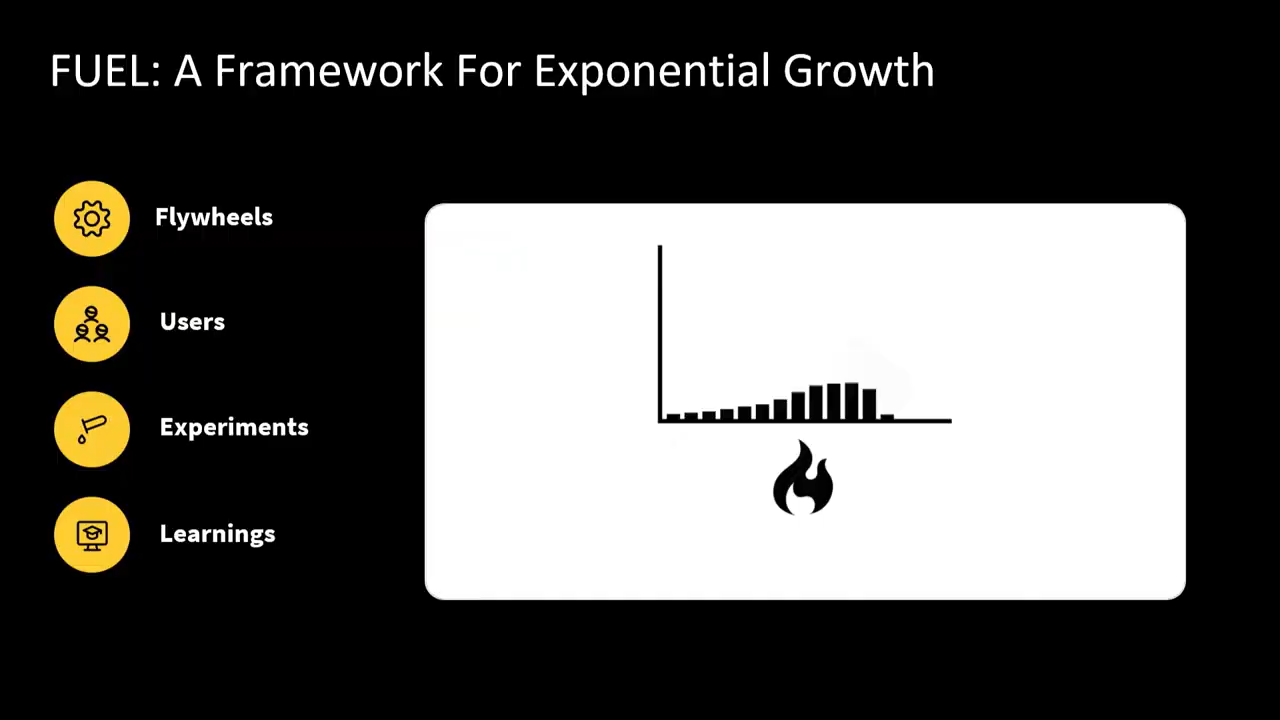 FUEL: A Framework For Exponential Growth
Flywheels
Users
Experiments
Learnings